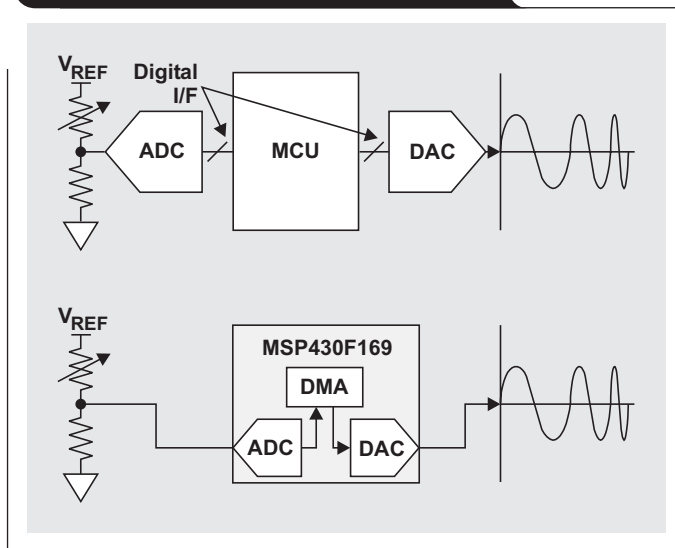 VREF
Digital
I/F
ADC
MCU
DAC
VREF
MSP430F169
DMA
ADC
DAC